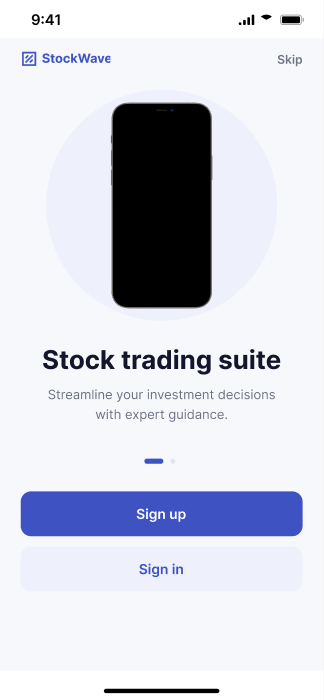 9:41
StockWave
Skip
Stock trading suite
Streamline your investment decisions
with expert guidance.
Sign up
Sign in